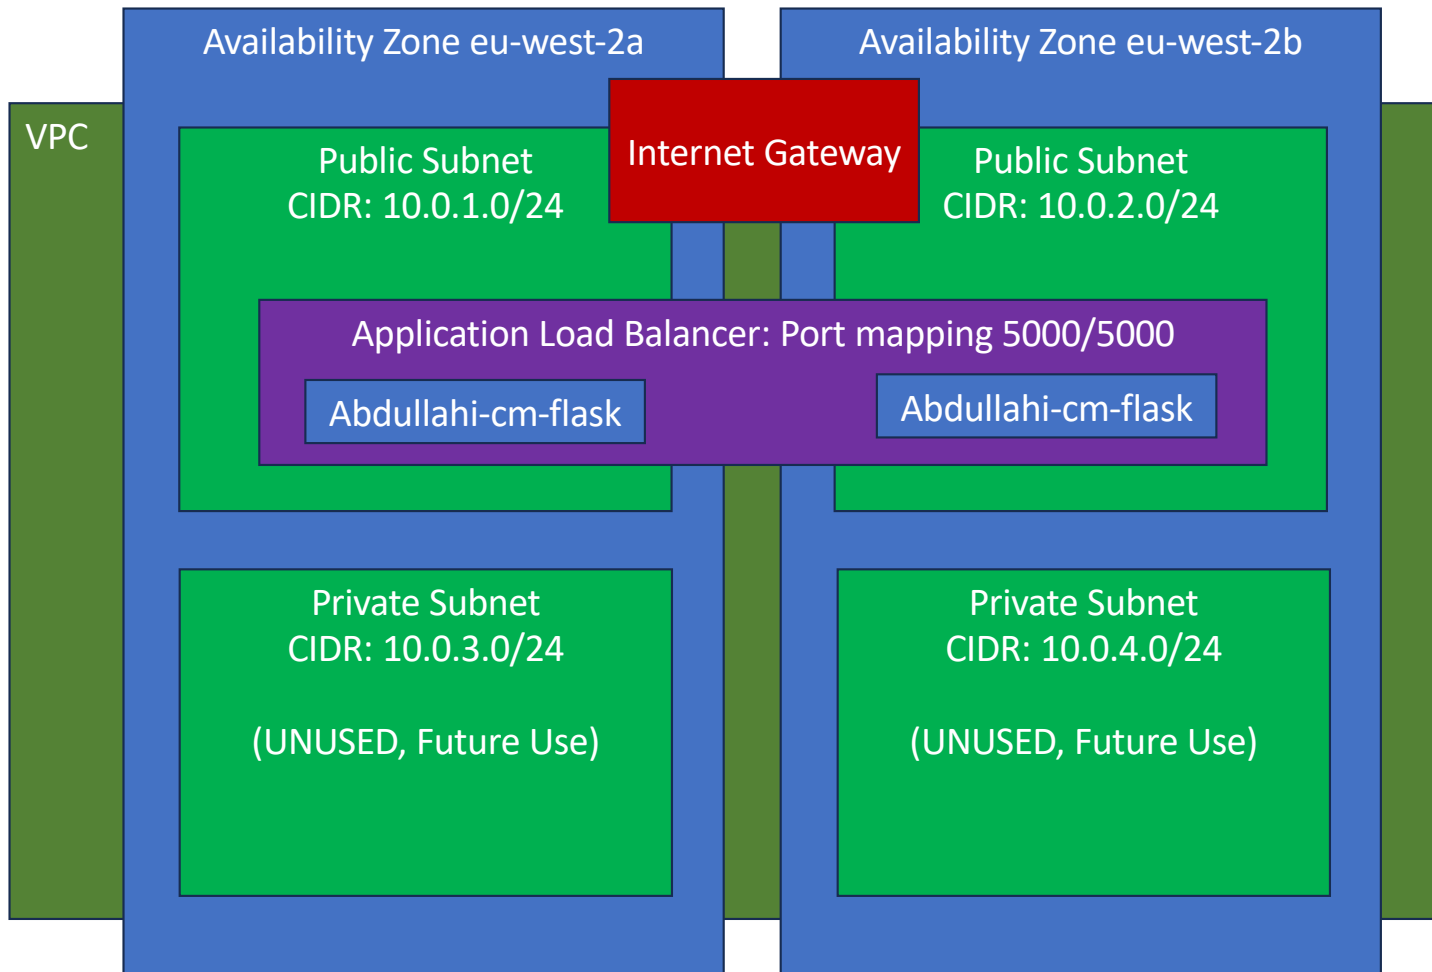 Availability Zone eu-west-2a
Availability Zone eu-west-2b
VPC
Internet Gateway
Public Subnet
CIDR: 10.0.1.0/24
Public Subnet
CIDR: 10.0.2.0/24
Application Load Balancer: Port mapping 5000/5000
Abdullahi-cm-flask
Abdullahi-cm-flask
Private Subnet
CIDR: 10.0.3.0/24
(UNUSED, Future Use)
Private Subnet
CIDR: 10.0.4.0/24
(UNUSED, Future Use)